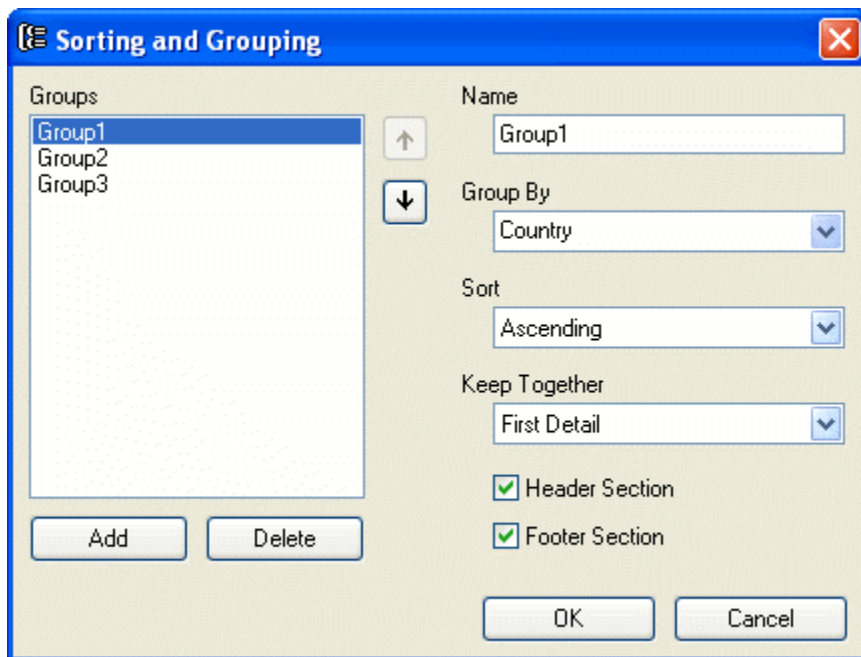 Sorting and Grouping
Groups
Group1
Group2
Group3
Add
Delete
Name
Group1
Group By
Country
Sort
Ascending
Keep Together
First Detail
Header Section
Footer Section
OK
Cancel